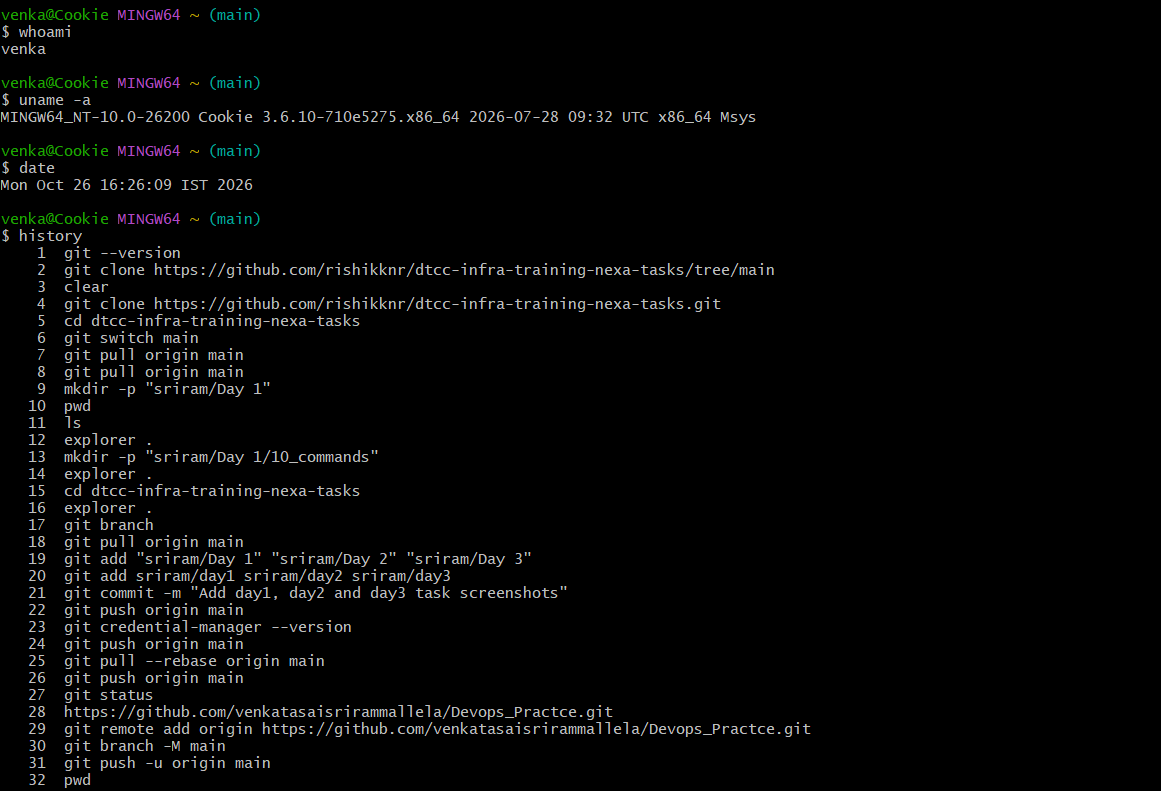 venka@Cookie MINGW64 ~ (main)
$ whoami
venka
venka@Cookie MINGW64 ~ (main)
$ uname -a
MINGW64_NT-10.0-26200 Cookie 3.6.10-710e5275.x86_64 2026-07-28 09:32 UTC x86_64 Msys
venka@Cookie MINGW64 ~ (main)
$ date
Mon Oct 26 16:26:09 IST 2026
venka@Cookie MINGW64 ~ (main)
$ history
1 git --version
2 git clone https://github.com/rishikknr/dtcc-infra-training-nexa-tasks/tree/main
3 clear
4 git clone https://github.com/rishikknr/dtcc-infra-training-nexa-tasks.git
5 cd dtcc-infra-training-nexa-tasks
6 git switch main
7 git pull origin main
8 git pull origin main
9 mkdir -p "sriram/Day 1"
10 pwd
11 ls
12 explorer .
13 mkdir -p "sriram/Day 1/10_commands"
14 explorer .
15 cd dtcc-infra-training-nexa-tasks
16 explorer .
17 git branch
18 git pull origin main
19 git add "sriram/Day 1" "sriram/Day 2" "sriram/Day 3"
20 git add sriram/day1 sriram/day2 sriram/day3
21 git commit -m "Add day1, day2 and day3 task screenshots"
22 git push origin main
23 git credential-manager --version
24 git push origin main
25 git pull --rebase origin main
26 git push origin main
27 git status
28 https://github.com/venkatasaisrirammallela/Devops_Practce.git
29 git remote add origin https://github.com/venkatasaisrirammallela/Devops_Practce.git
30 git branch -M main
31 git push -u origin main
32 pwd